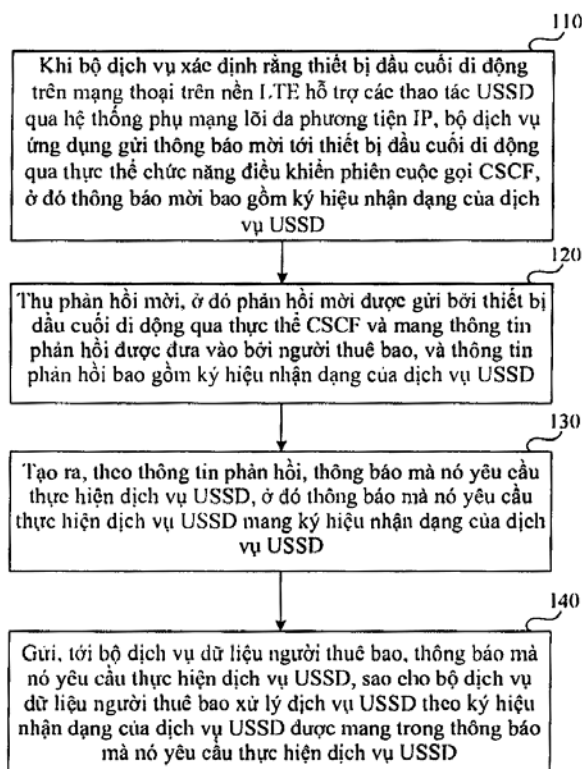 110
Khi bộ dịch vụ xác định rằng thiết bị đầu cuối di động
trên mạng thoại trên nền LTE hỗ trợ các thao tác USSD
qua hệ thống phụ mạng lõi đa phương tiện IP, bộ dịch vụ
ứng dụng gửi thông báo mời tới thiết bị đầu cuối di động
qua thực thể chức năng điều khiển phiên cuộc gọi CSCF,
ở đó thông báo mời bao gồm ký hiệu nhận dạng của dịch
vụ USSD
120
Thu phản hồi mời, ở đó phản hồi mời được gửi bởi thiết bị
đầu cuối di động qua thực thể CSCF và mang thông tin
phản hồi được đưa vào bởi người thuê bao, và thông tin
phản hồi bao gồm ký hiệu nhận dạng của dịch vụ USSD
130
Tạo ra, theo thông tin phản hồi, thông báo mà nó yêu cầu
thực hiện dịch vụ USSD, ở đó thông báo mà nó yêu cầu
thực hiện dịch vụ USSD mang ký hiệu nhận dạng của dịch
vụ USSD
140
Gửi, tới bộ dịch vụ dữ liệu người thuê bao, thông báo mà
nó yêu cầu thực hiện dịch vụ USSD, sao cho bộ dịch vụ
dữ liệu người thuê bao xử lý dịch vụ USSD theo ký hiệu
nhận dạng của dịch vụ USSD được mang trong thông báo
mà nó yêu cầu thực hiện dịch vụ USSD